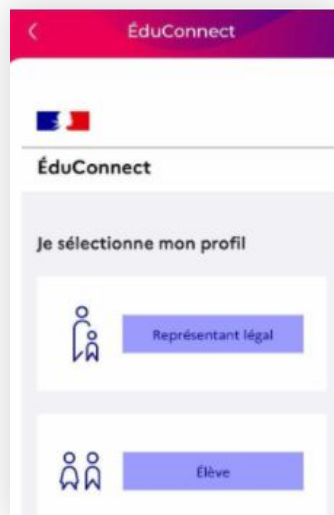 ÉduConnect
ÉduConnect
Je sélectionne mon profil
Représentant légal
Élève